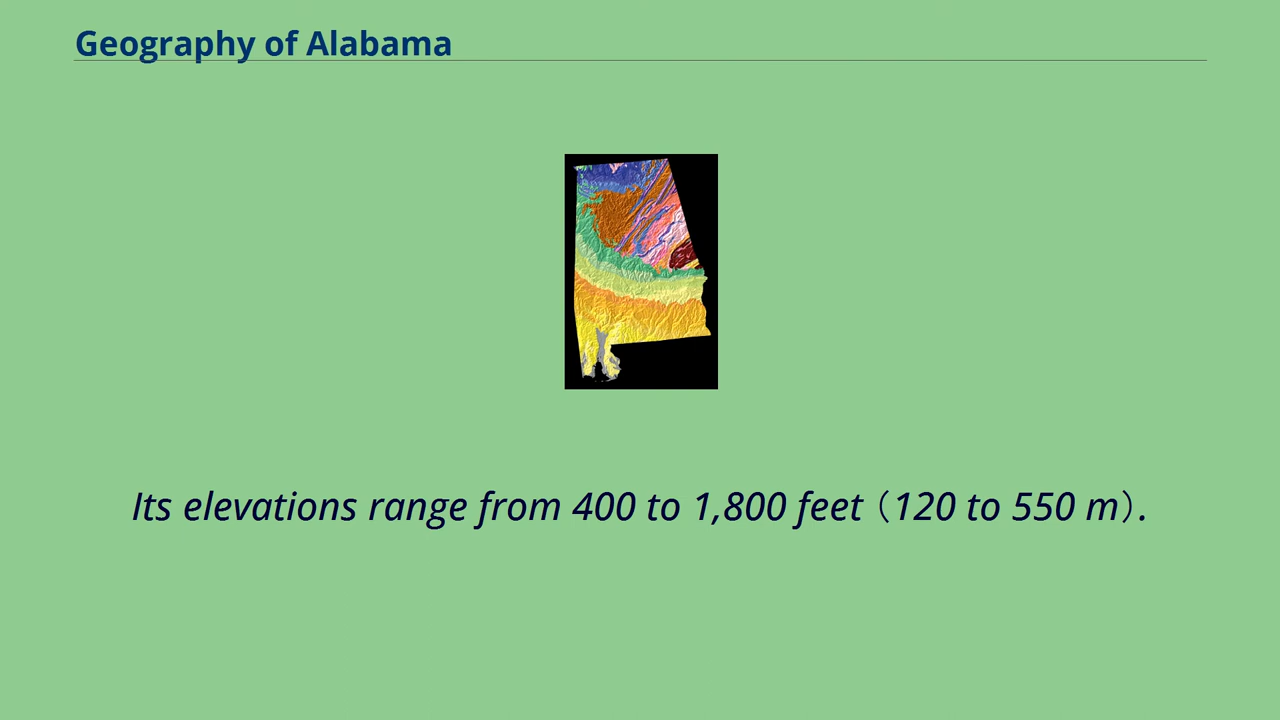 Geography of Alabama
Its elevations range from 400 to 1,800 feet（120 to 550 m）.